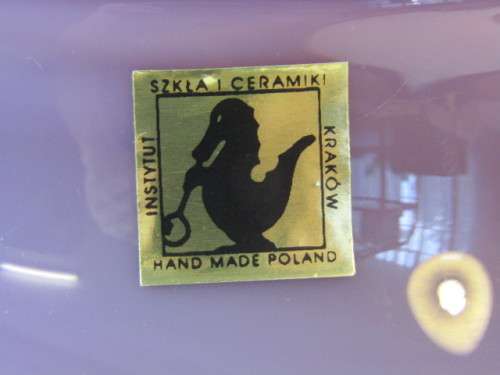 INSTYTUT
SZKŁA I CERAMIKI
KRAKÓW
HAND MADE POLAND